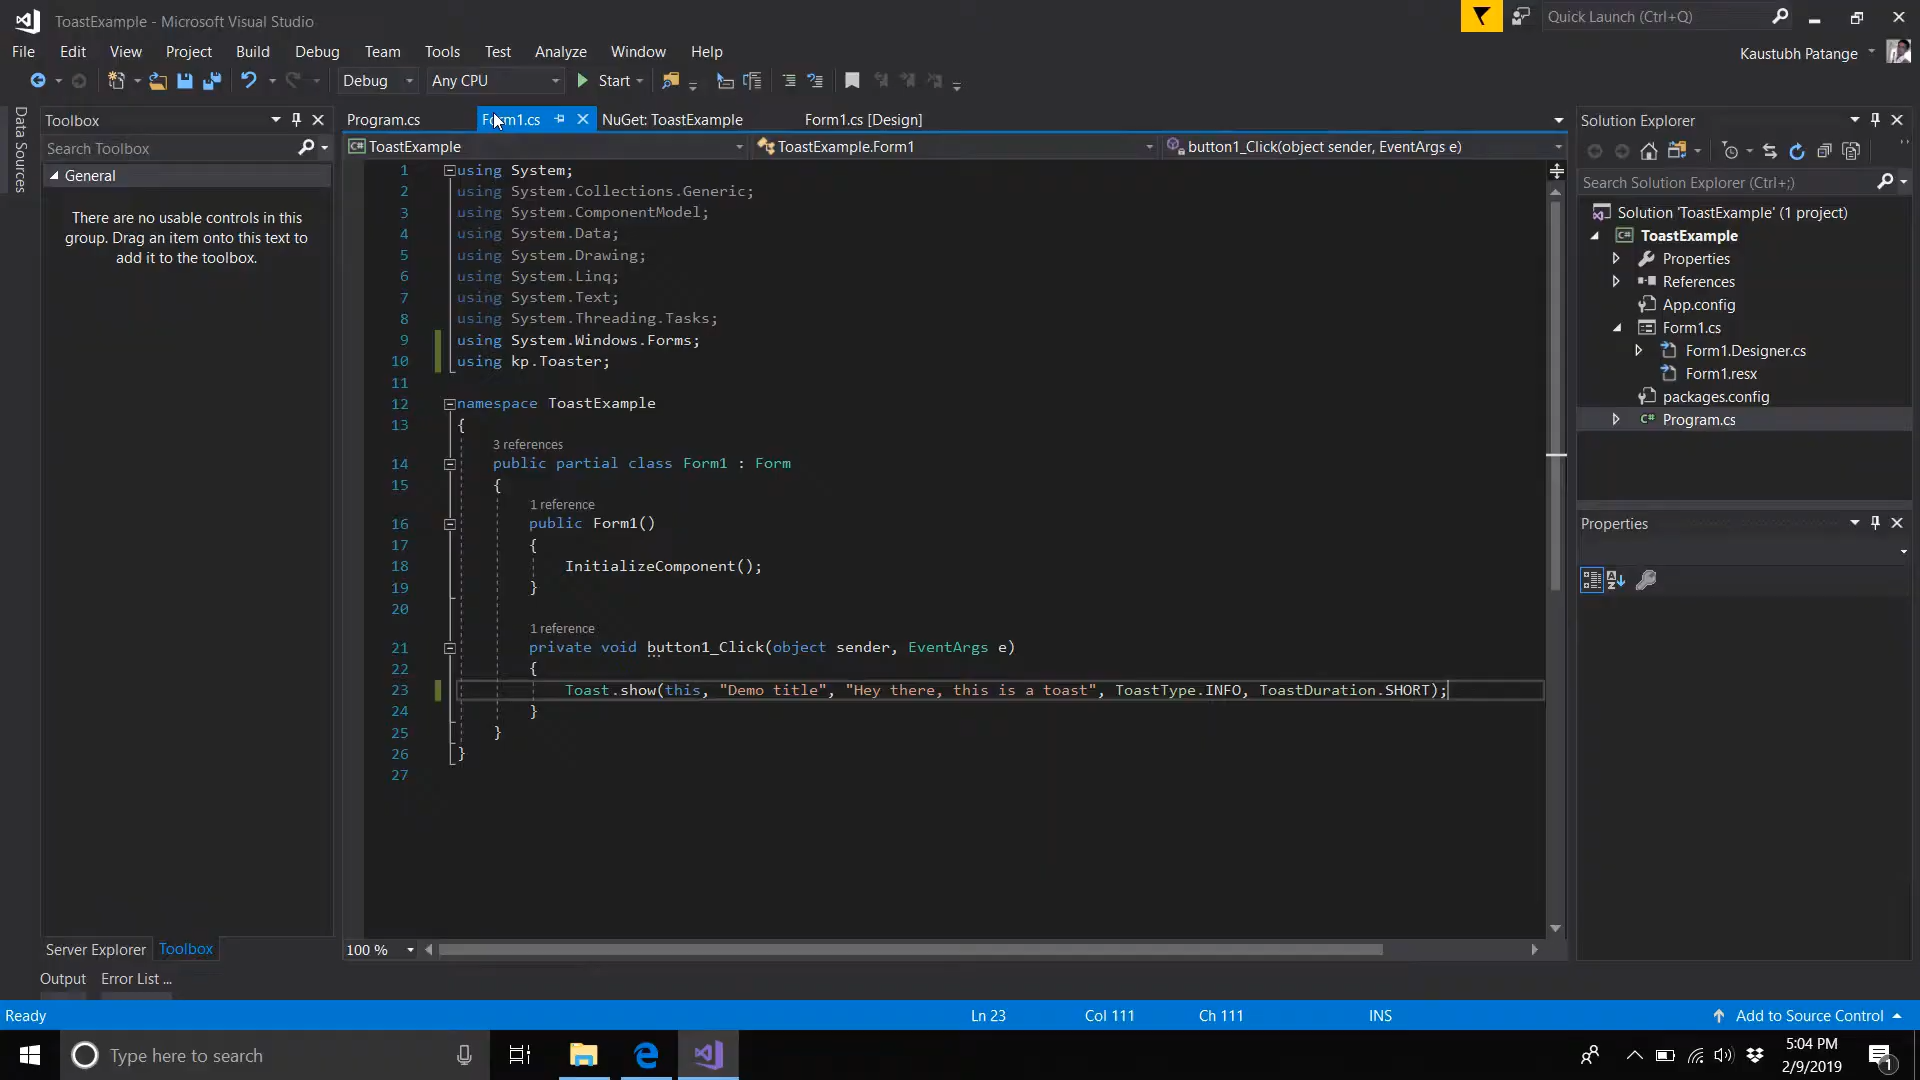 ToastExample - Microsoft Visual Studio
Quick Launch (Ctrl+Q)
File Edit View Project Build Debug Team Tools Test Analyze Window Help
Kaustubh Patange
Debug Any CPU Start
Data Sources
Toolbox
Search Toolbox
General
There are no usable controls in this
group. Drag an item onto this text to
add it to the toolbox.
Server Explorer Toolbox
Output Error List ...
Program.cs Form1.cs NuGet: ToastExample Form1.cs [Design]
ToastExample ToastExample.Form1 button1_Click(object sender, EventArgs e)
1 using System;
2 using System.Collections.Generic;
3 using System.ComponentModel;
4 using System.Data;
5 using System.Drawing;
6 using System.Linq;
7 using System.Text;
8 using System.Threading.Tasks;
9 using System.Windows.Forms;
10 using kp.Toaster;
11
12 namespace ToastExample
13 {
3 references
14 public partial class Form1 : Form
15 {
1 reference
16 public Form1()
17 {
18 InitializeComponent();
19 }
20
1 reference
21 private void button1_Click(object sender, EventArgs e)
22 {
23 Toast.show(this, "Demo title", "Hey there, this is a toast", ToastType.INFO, ToastDuration.SHORT);
24 }
25 }
26 }
27
100 %
Solution Explorer
Search Solution Explorer (Ctrl+;)
Solution 'ToastExample' (1 project)
C# ToastExample
Properties
References
App.config
Form1.cs
Form1.Designer.cs
Form1.resx
packages.config
C# Program.cs
Properties
Ready Ln 23 Col 111 Ch 111 INS Add to Source Control
Type here to search
5:04 PM
2/9/2019
1